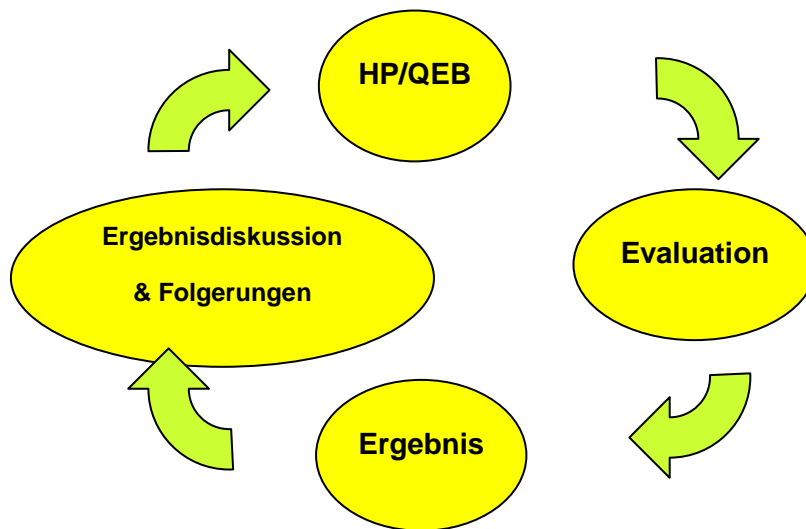 HP/QEB
Ergebnisdiskussion
& Folgerungen
Evaluation
Ergebnis